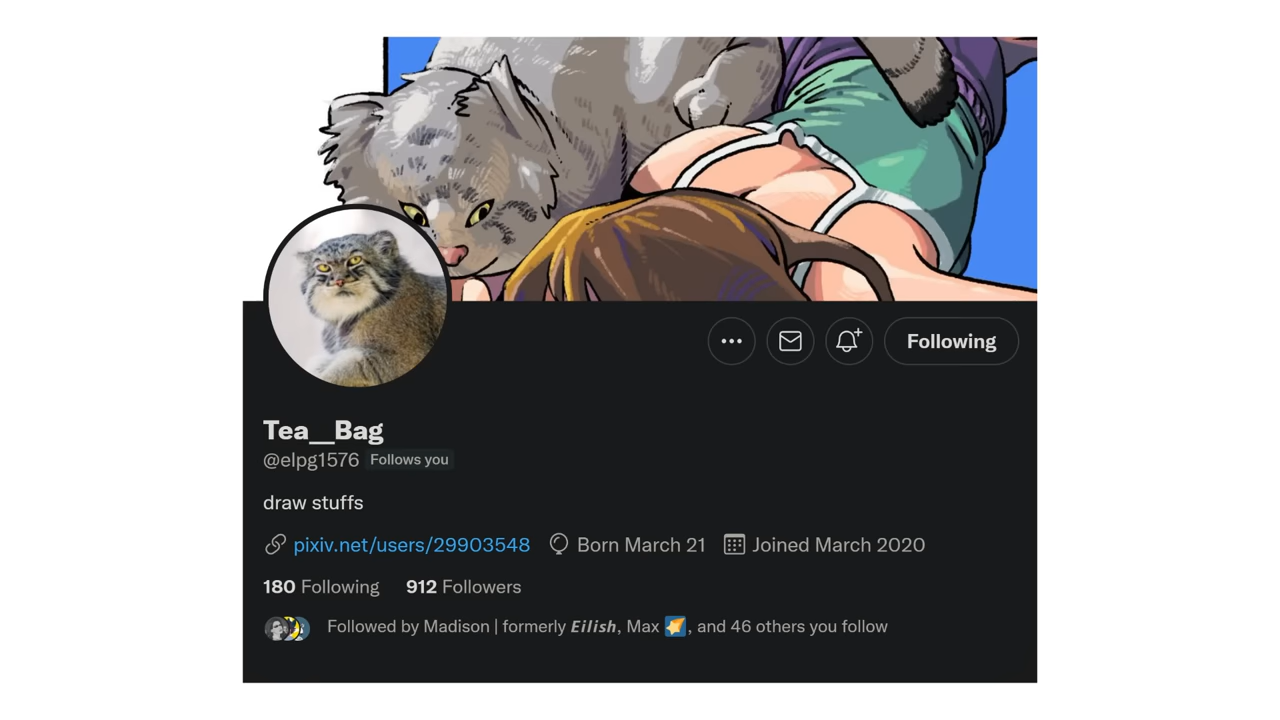 Following
Tea__Bag
@elpg1576 Follows you
draw stuffs
pixiv.net/users/29903548 Born March 21 Joined March 2020
180 Following 912 Followers
Followed by Madison | formerly Eilish, Max, and 46 others you follow